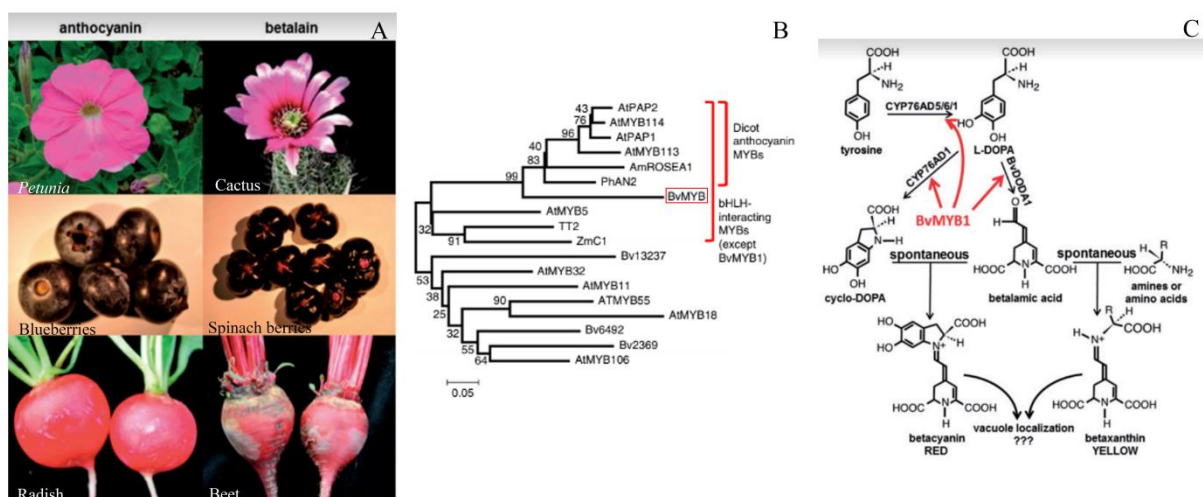 anthocyanin
betalain
A
Petunia
Cactus
Blueberries
Spinach berries
Radish
Beet
B
43
AtPAP2
76
AtMYB114
96
AtPAP1
40
AtMYB113
83
AmROSEA1
99
PhAN2
BvMYB
AtMYB5
32
TT2
91
ZmC1
Bv13237
53
AtMYB32
38
AtMYB11
25
90
ATMYB55
AtMYB18
32
Bv6492
55
Bv2369
64
AtMYB106
0.05
Dicot
anthocyanin
MYBs
bHLH-
interacting
MYBs
(except
BvMYB1)
C
COOH
H
NH2
OH
tyrosine
CYP76AD5/6/1
COOH
H
NH2
HO
OH
L-DOPA
CYP76AD1
BvDODA1
BvMYB1
COOH
H
N-H
HO
OH
cyclo-DOPA
spontaneous
O
HOOC
N
H
COOH
betalamic acid
spontaneous
H
R
HOOC
NH2
amines or
amino acids
HO
HO
COOH
H
N+
HOOC
N
H
COOH
betacyanin
RED
R
H
COOH
H
N+
HOOC
N
H
COOH
betaxanthin
YELLOW
vacuole localization
???